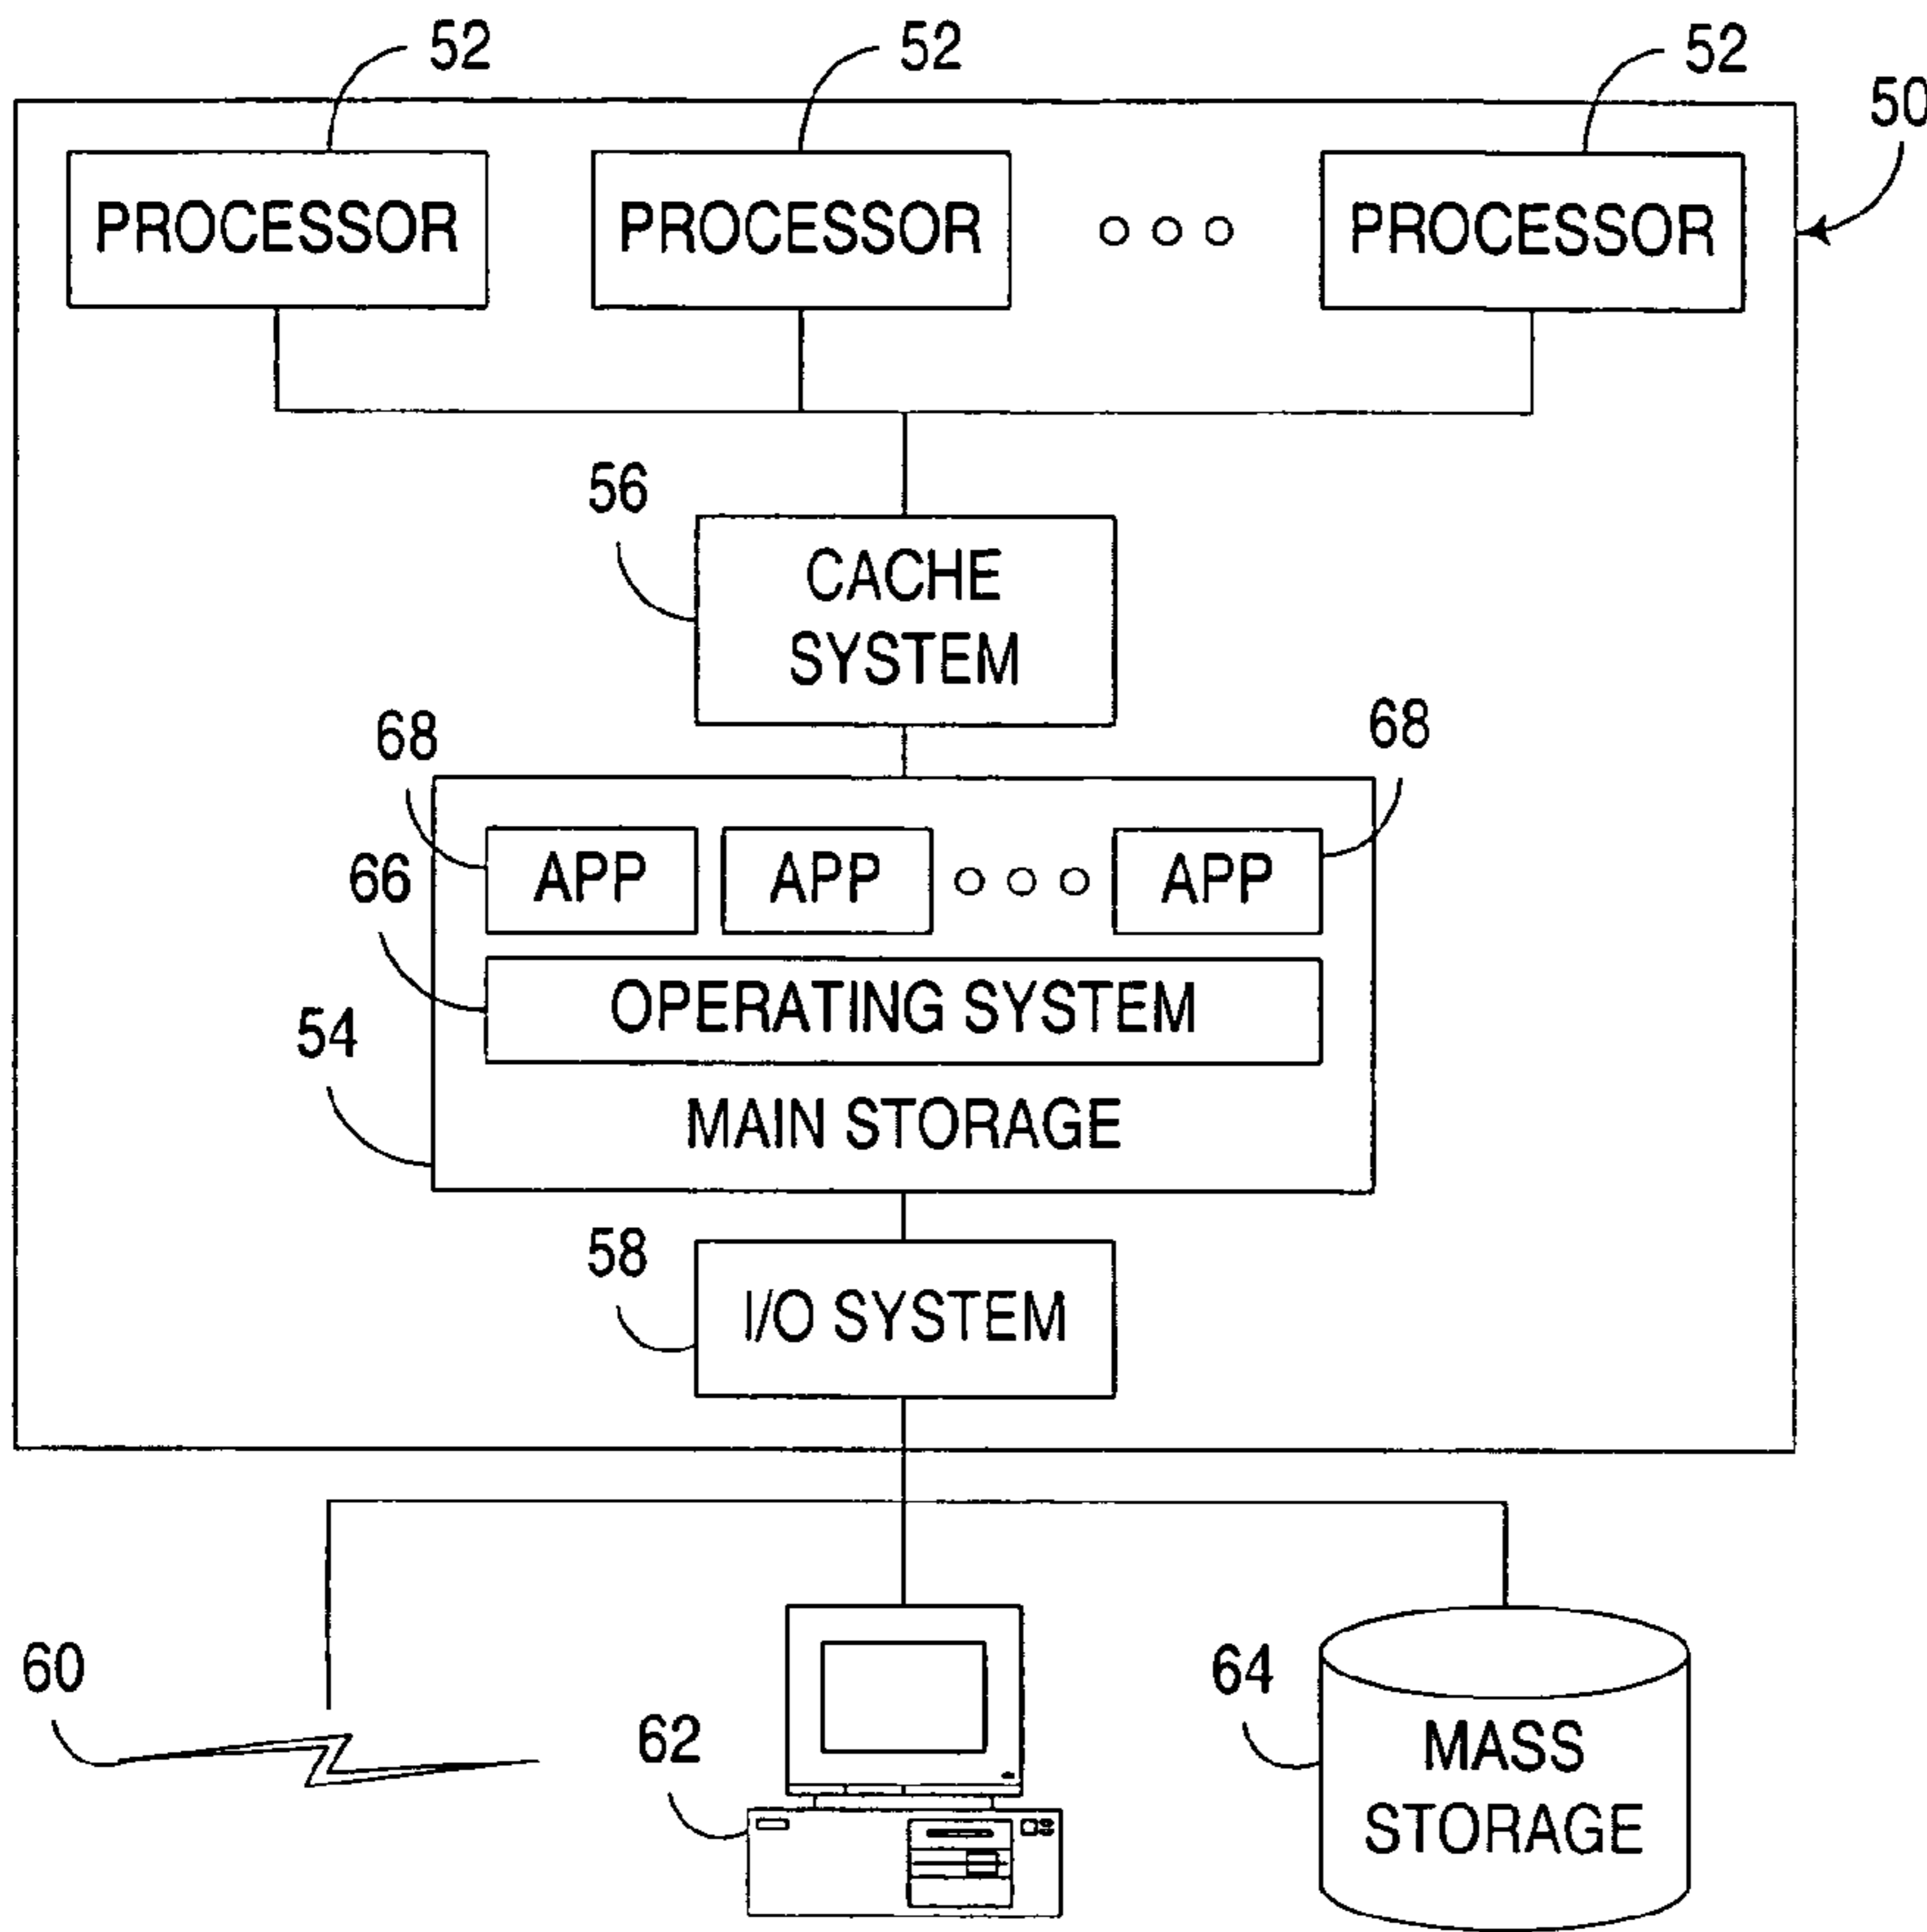 52
52
52
50
PROCESSOR
PROCESSOR
PROCESSOR
56
CACHE
SYSTEM
68
68
APP
APP
APP
66
OPERATING SYSTEM
54
MAIN STORAGE
58
I/O SYSTEM
60
62
64
MASS
STORAGE